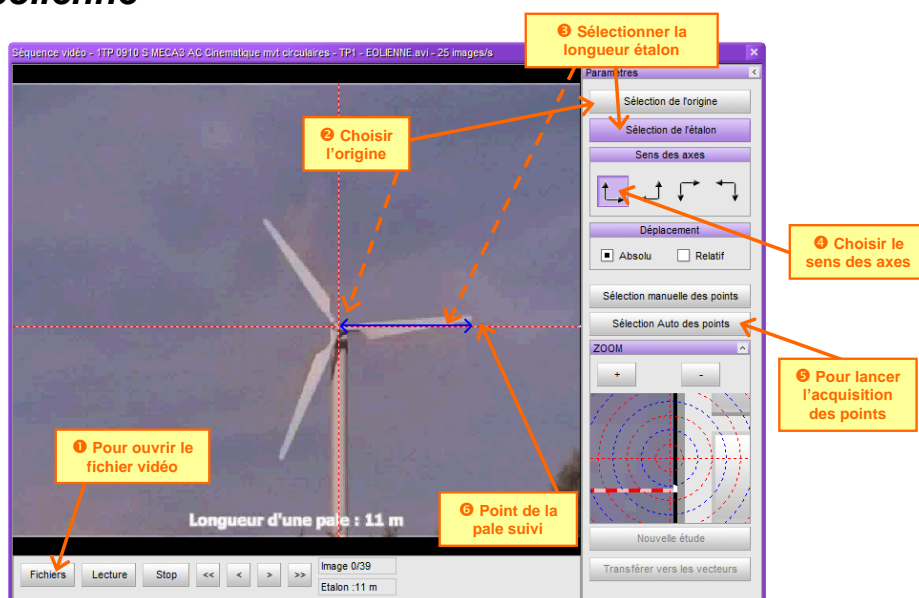 éolienne
❸ Sélectionner la
longueur étalon
Séquence vidéo - 1TP 0910 S MECA3 AC Cinematique mvt circulaires - TP1 - EOLIENNE.avi - 25 images/s
Paramètres
Sélection de l'origine
❷ Choisir
l'origine
Sélection de l'étalon
Sens des axes
Déplacement
Absolu
Relatif
❹ Choisir le
sens des axes
Sélection manuelle des points
Sélection Auto des points
ZOOM
+
-
❺ Pour lancer
l'acquisition
des points
❶ Pour ouvrir le
fichier vidéo
❻ Point de la
pale suivi
Longueur d'une pale : 11 m
Nouvelle étude
Fichiers
Lecture
Stop
<<
<
>
>>
Image 0/39
Etalon :11 m
Transférer vers les vecteurs